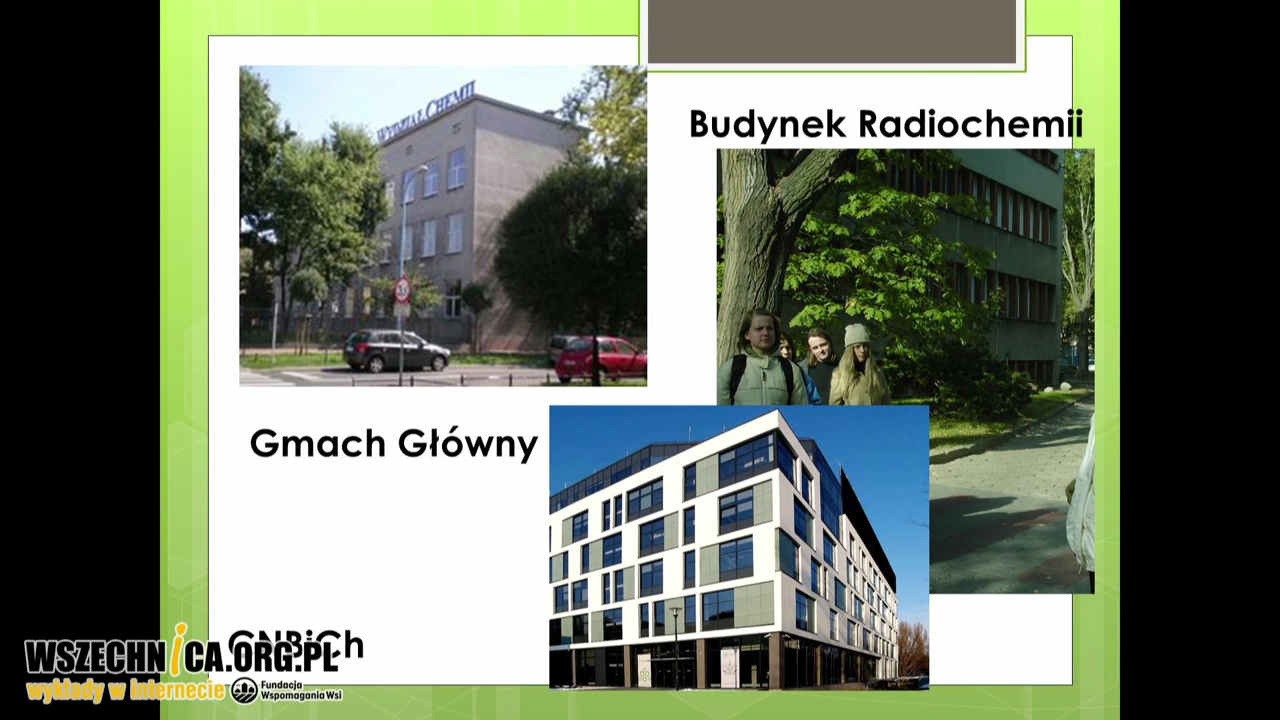 WYDZIAŁ CHEMII
Budynek Radiochemii
Gmach Główny
CNBiCh
WSZECHNiCA.ORG.PL
wykłady w internecie
Fundacja
Wspomagania Wsi